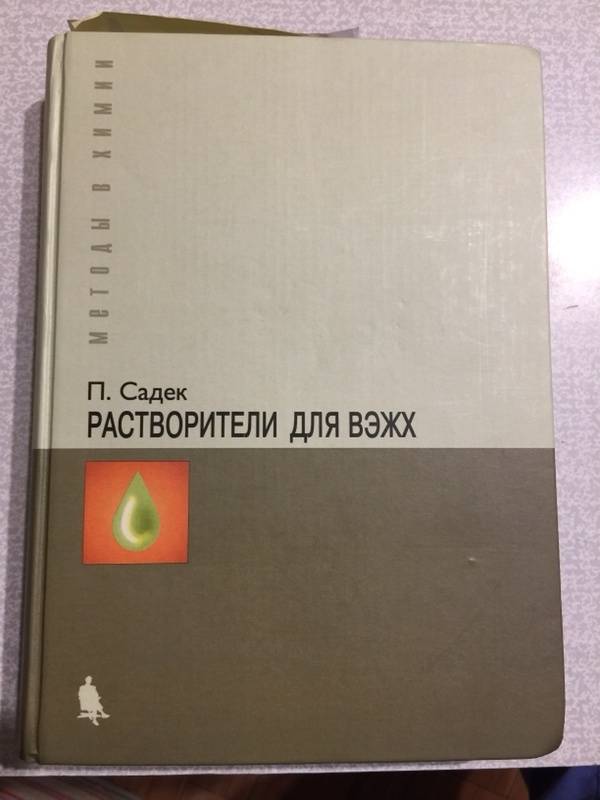 методы в химии
П. Садек
РАСТВОРИТЕЛИ ДЛЯ ВЭЖХ